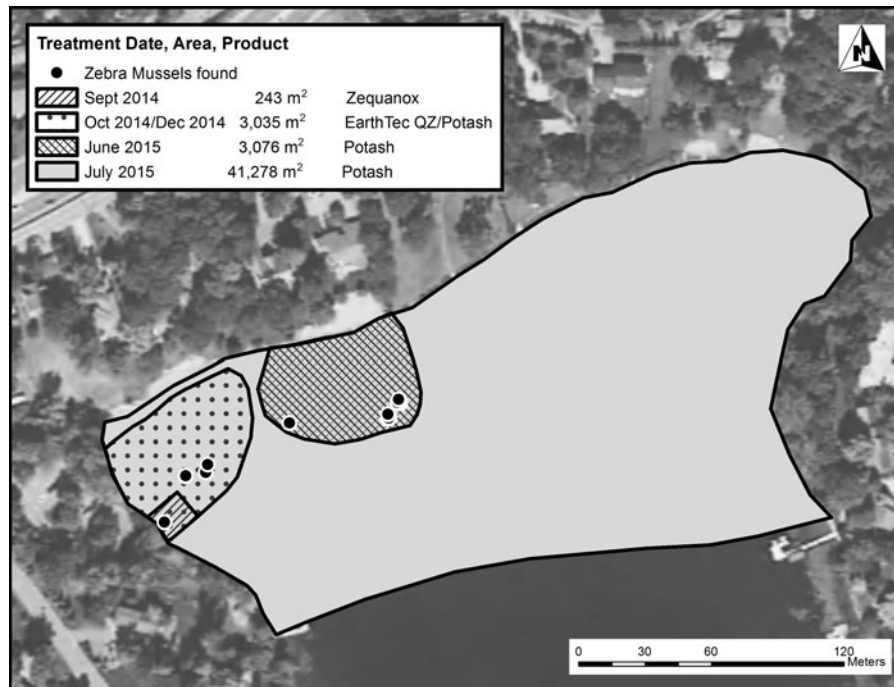 Treatment Date, Area, Product
Zebra Mussels found
Sept 2014 243 m² Zequanox
Oct 2014/Dec 2014 3,035 m² EarthTec QZ/Potash
June 2015 3,076 m² Potash
July 2015 41,278 m² Potash
N
0 30 60 120
Meters